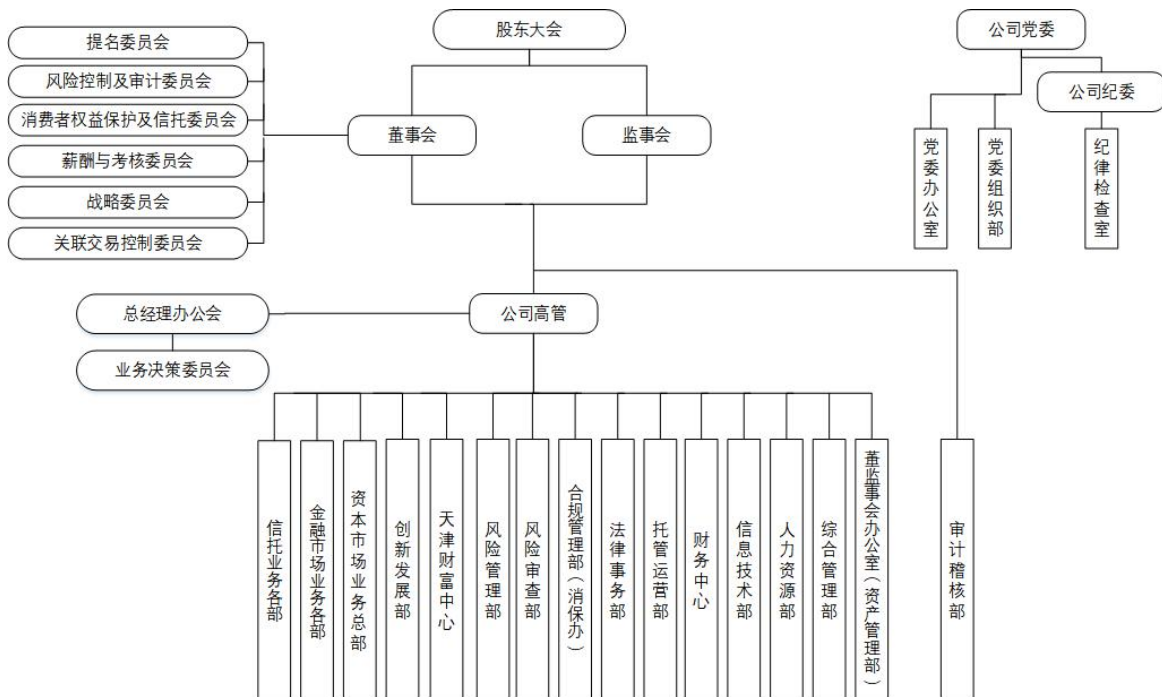 股东大会
公司党委
提名委员会
风险控制及审计委员会
消费者权益保护及信托委员会
薪酬与考核委员会
战略委员会
关联交易控制委员会
董事会
监事会
公司纪委
党委办公室
党委组织部
纪律检查室
总经理办公会
公司高管
业务决策委员会
信托业务各部
金融市场业务各部
资本市场业务总部
创新发展部
天津财富中心
风险管理部
风险审查部
合规管理部（消保办）
法律事务部
托管运营部
财务中心
信息技术部
人力资源部
综合管理部
董监事会办公室（资产管理部）
审计稽核部